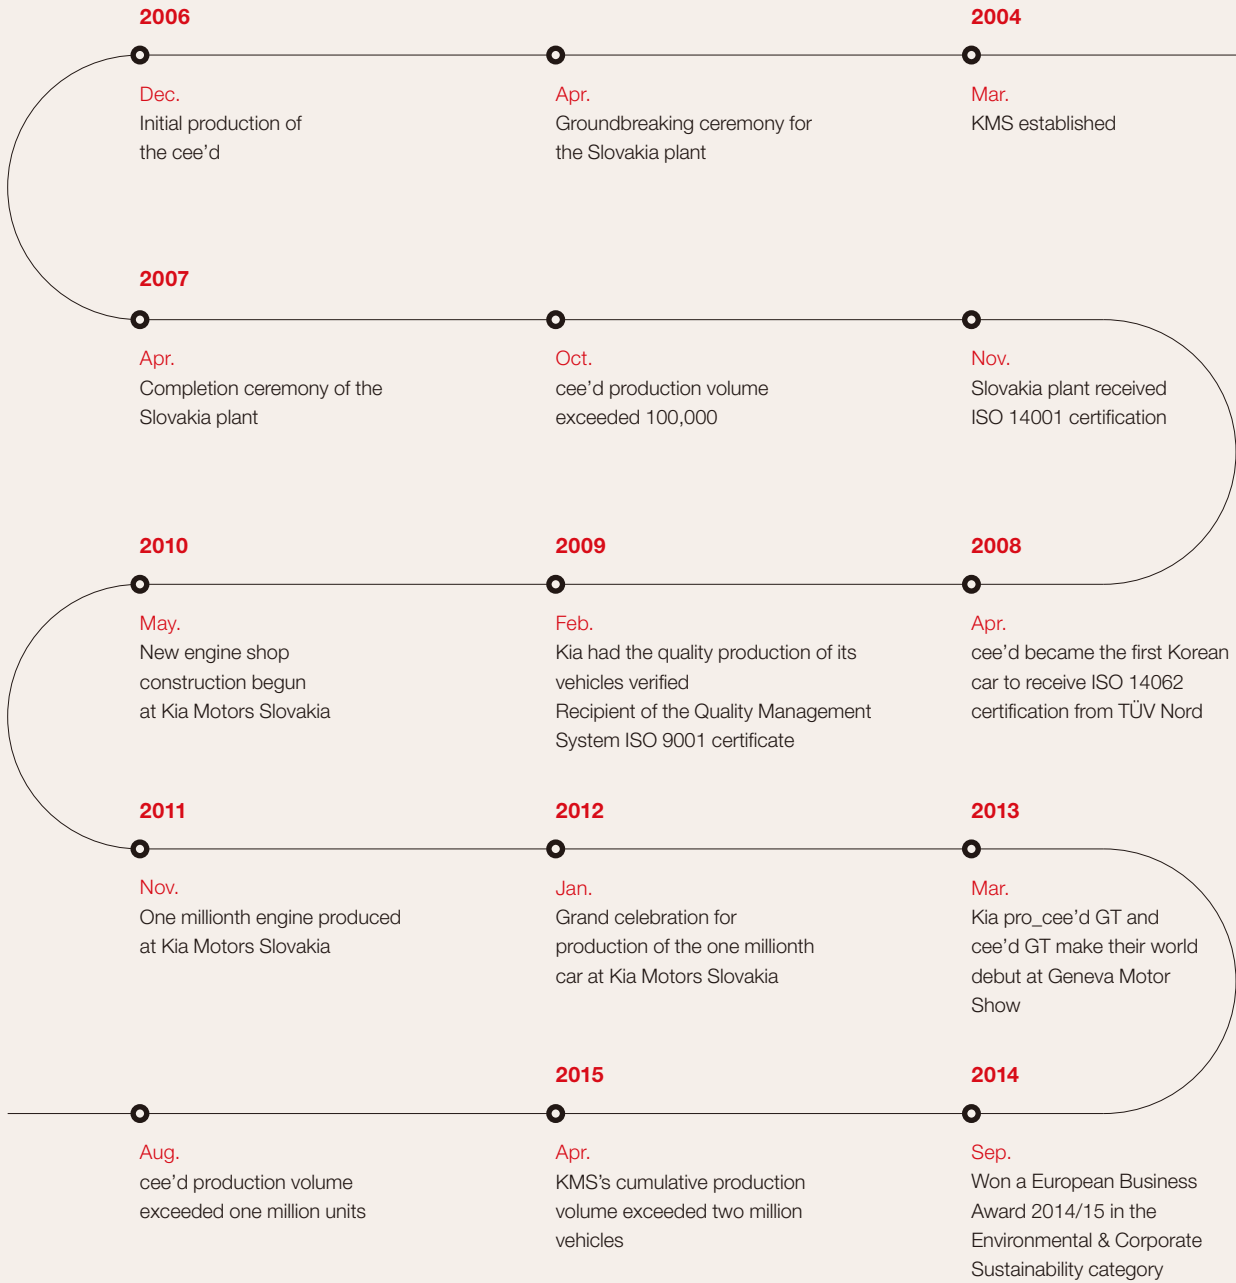 2006
Dec.
Initial production of
the cee’d
Apr.
Groundbreaking ceremony for
the Slovakia plant
2004
Mar.
KMS established
2007
Apr.
Completion ceremony of the
Slovakia plant
Oct.
cee’d production volume
exceeded 100,000
Nov.
Slovakia plant received
ISO 14001 certification
2010
May.
New engine shop
construction begun
at Kia Motors Slovakia
2009
Feb.
Kia had the quality production of its
vehicles verified
Recipient of the Quality Management
System ISO 9001 certificate
2008
Apr.
cee’d became the first Korean
car to receive ISO 14062
certification from TÜV Nord
2011
Nov.
One millionth engine produced
at Kia Motors Slovakia
2012
Jan.
Grand celebration for
production of the one millionth
car at Kia Motors Slovakia
2013
Mar.
Kia pro_cee’d GT and
cee’d GT make their world
debut at Geneva Motor
Show
Aug.
cee’d production volume
exceeded one million units
2015
Apr.
KMS’s cumulative production
volume exceeded two million
vehicles
2014
Sep.
Won a European Business
Award 2014/15 in the
Environmental & Corporate
Sustainability category